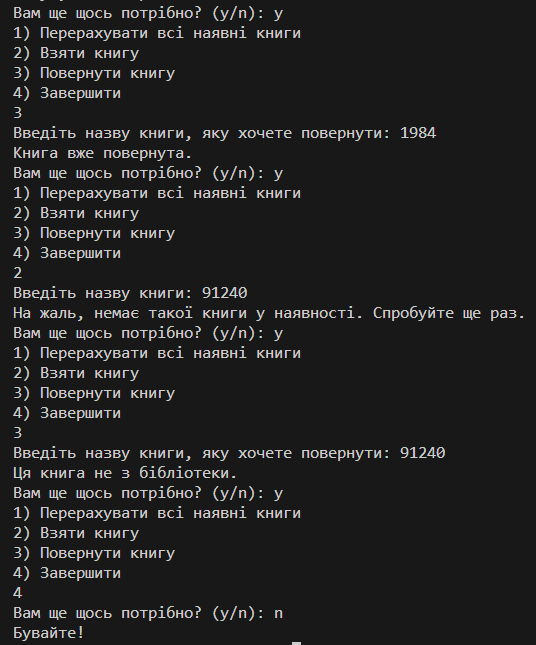 Вам ще щось потрібно? (y/n): y
1) Перерахувати всі наявні книги
2) Взяти книгу
3) Повернути книгу
4) Завершити
3
Введіть назву книги, яку хочете повернути: 1984
Книга вже повернута.
Вам ще щось потрібно? (y/n): y
1) Перерахувати всі наявні книги
2) Взяти книгу
3) Повернути книгу
4) Завершити
2
Введіть назву книги: 91240
На жаль, немає такої книги у наявності. Спробуйте ще раз.
Вам ще щось потрібно? (y/n): y
1) Перерахувати всі наявні книги
2) Взяти книгу
3) Повернути книгу
4) Завершити
3
Введіть назву книги, яку хочете повернути: 91240
Ця книга не з бібліотеки.
Вам ще щось потрібно? (y/n): y
1) Перерахувати всі наявні книги
2) Взяти книгу
3) Повернути книгу
4) Завершити
4
Вам ще щось потрібно? (y/n): n
Бувайте!